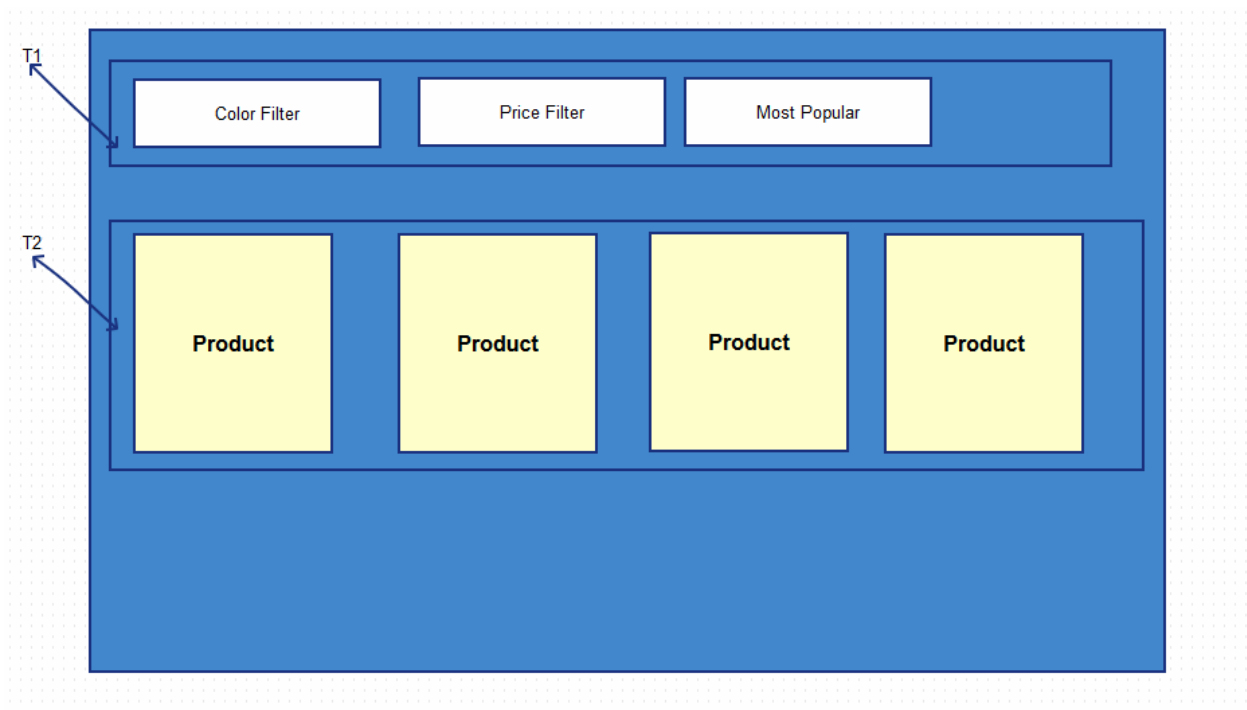 T1
Color Filter
Price Filter
Most Popular
T2
Product
Product
Product
Product